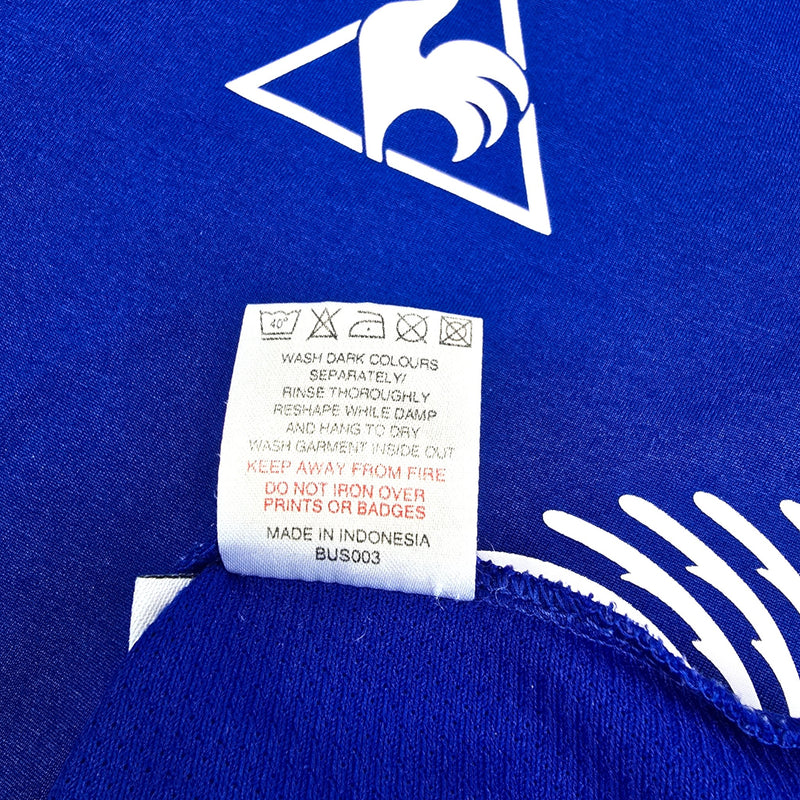 40°
WASH DARK COLOURS
SEPARATELY/
RINSE THOROUGHLY
RESHAPE WHILE DAMP
AND HANG TO DRY
WASH GARMENT INSIDE OUT
KEEP AWAY FROM FIRE
DO NOT IRON OVER
PRINTS OR BADGES
MADE IN INDONESIA
BUS003